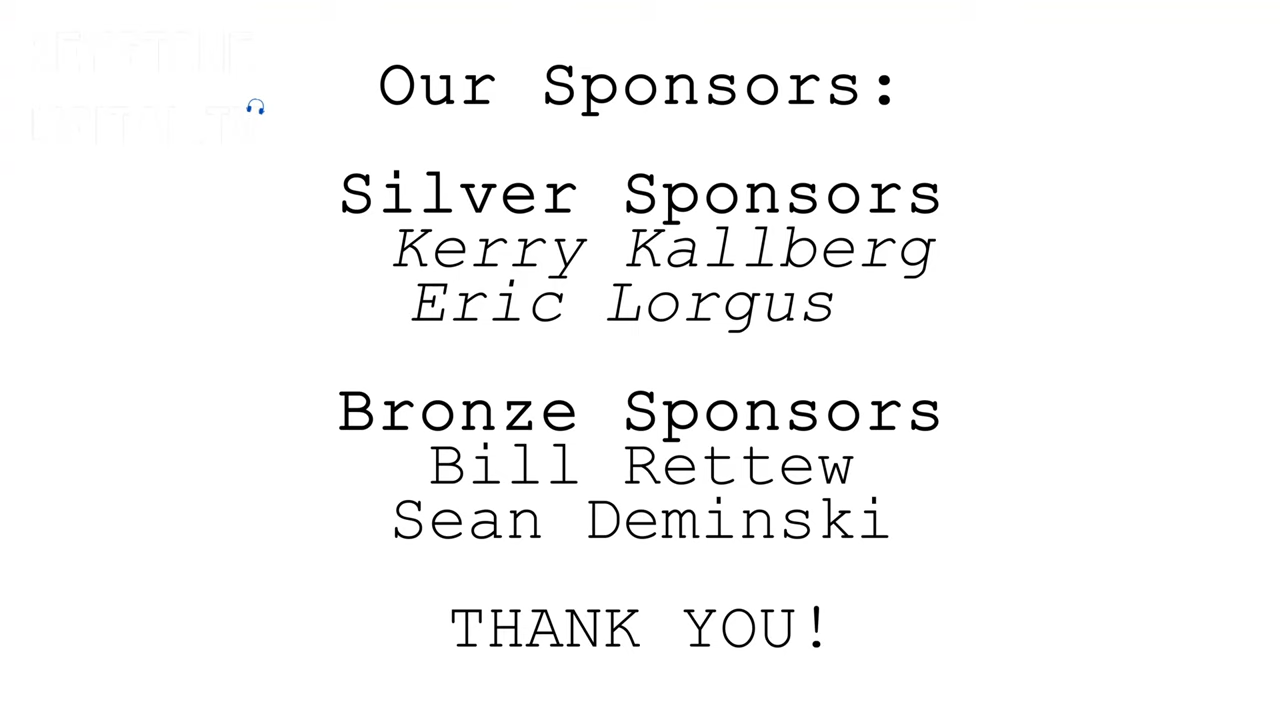 Our Sponsors:
Silver Sponsors
Kerry Kallberg
Eric Lorgus
Bronze Sponsors
Bill Rettew
Sean Deminski
THANK YOU!